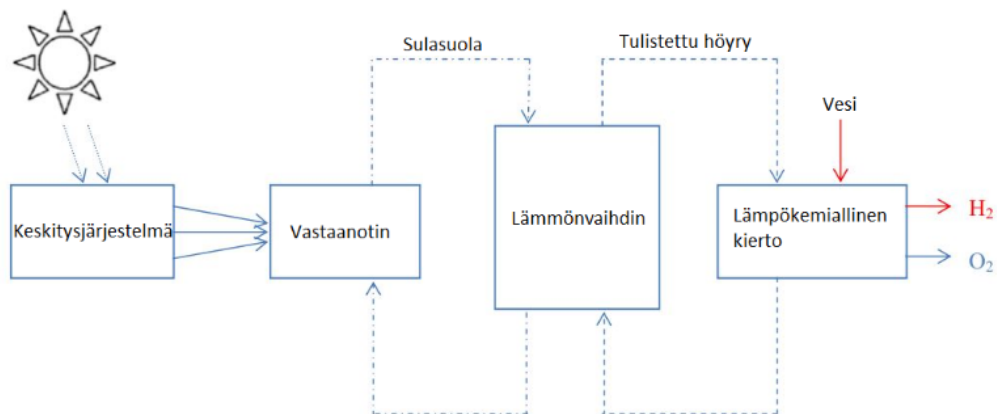 Sulasuola
Tulistettu höyry
Vesi
Keskitysjärjestelmä
Vastaanotin
Lämmönvaihdin
Lämpökemiallinen
kierto
H₂
O₂